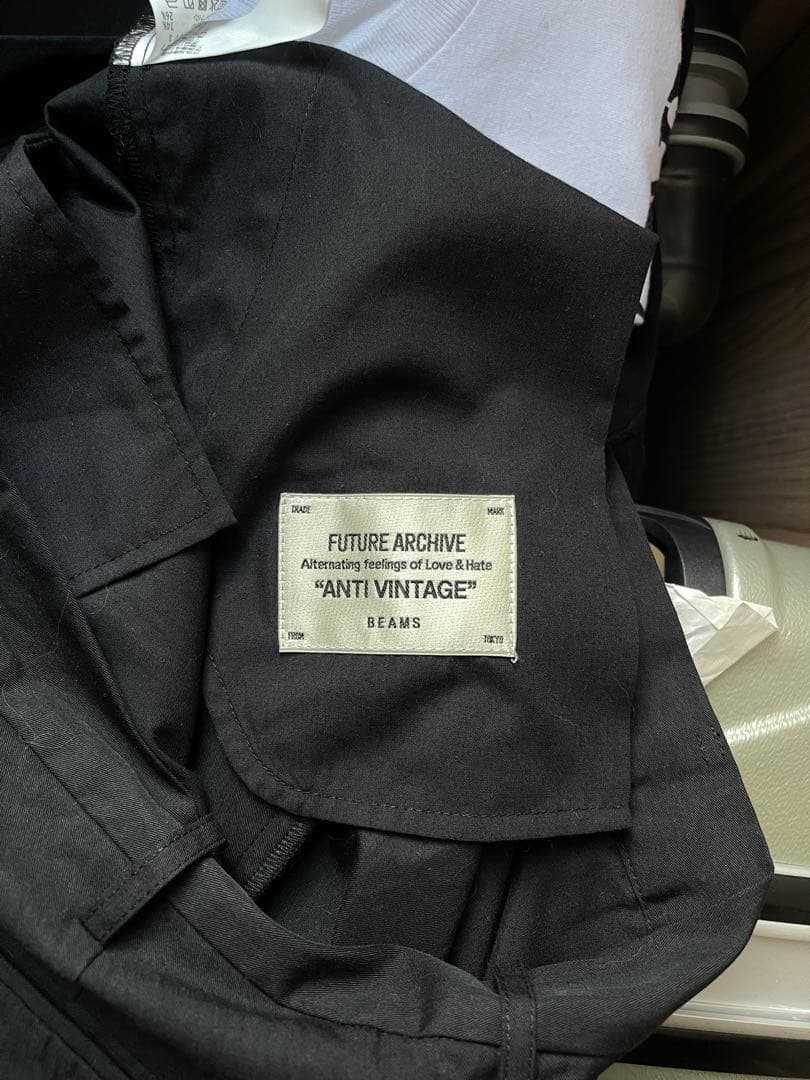 TRADE MARK
FUTURE ARCHIVE
Alternating feelings of Love & Hate
“ANTI VINTAGE”
BEAMS
FROM TOKYO